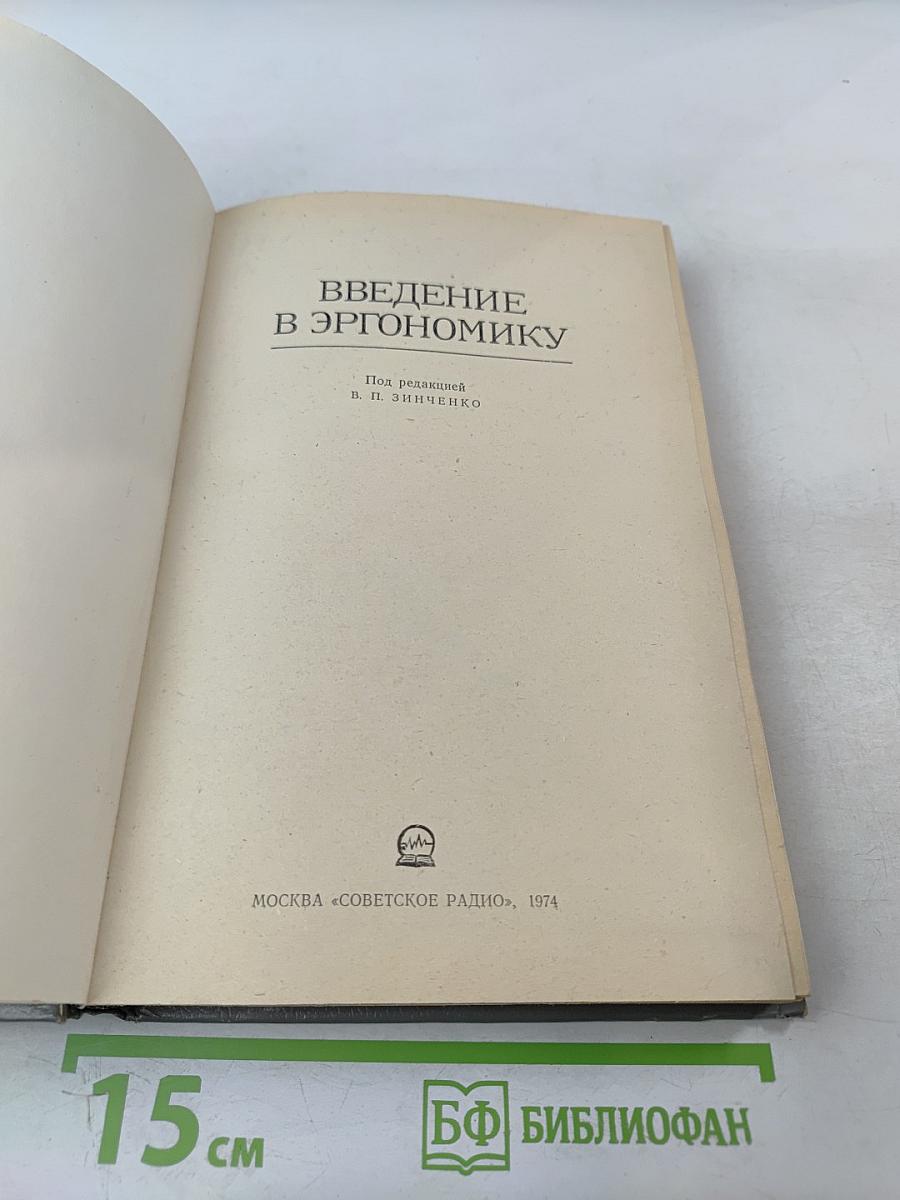 ВВЕДЕНИЕ
В ЭРГОНОМИКУ
Под редакцией
В. П. ЗИНЧЕНКО
МОСКВА «СОВЕТСКОЕ РАДИО», 1974
15 см
БФ БИБЛИОФАН